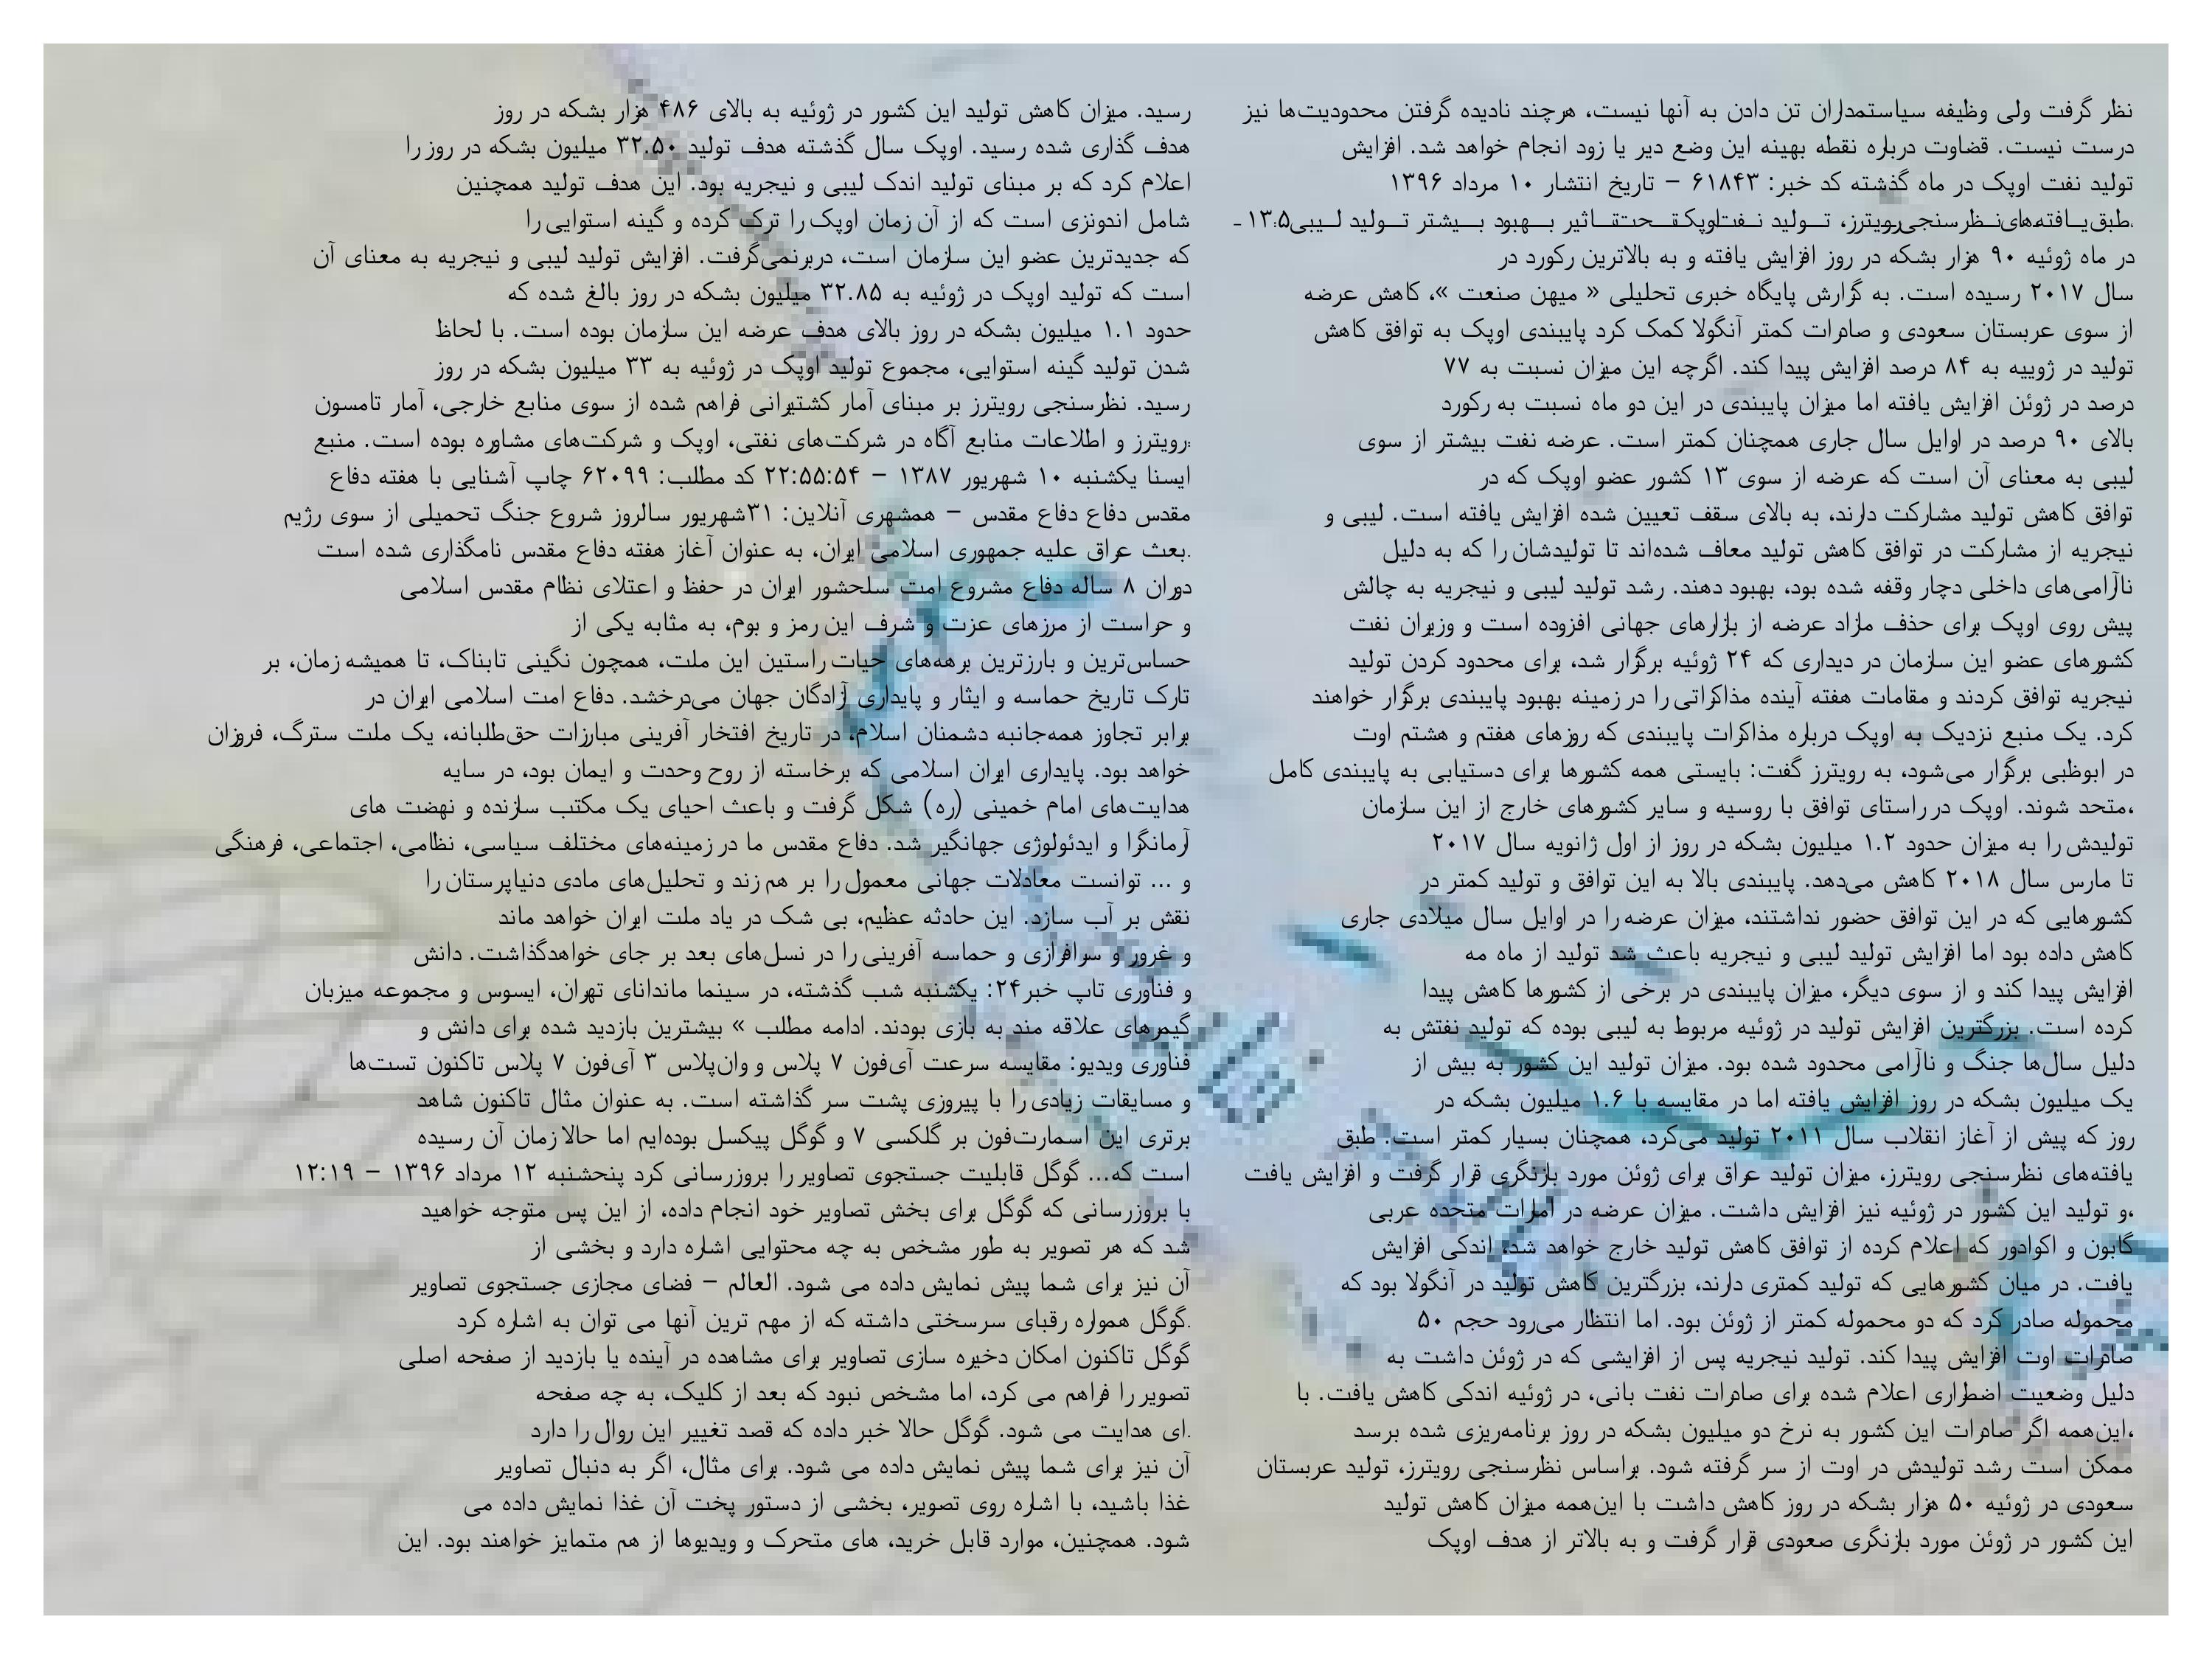 نظر گرفت ولی وظیفه سیاستمداران تن دادن به آنها نیست، هرچند نادیده گرفتن محدودیت‌ها نیز
درست نیست. قضاوت درباره نقطه بهینه این وضع دیر یا زود انجام خواهد شد. افزایش
تولید نفت اوپک در ماه گذشته کد خبر: ۶۱۸۴۳ – تاریخ انتشار ۱۰ مرداد ۱۳۹۶
– ۱۳:۵طبق یافته‌های نظرسنجی رویترز، تولید نفت اوپک تحت تاثیر بهبود بیشتر تولید لیبی.
در ماه ژوئیه ۹۰ هزار بشکه در روز افزایش یافته و به بالاترین رکورد در
سال ۲۰۱۷ رسیده است. به گزارش پایگاه خبری تحلیلی « میهن صنعت »، کاهش عرضه
از سوی عربستان سعودی و صادرات کمتر آنگولا کمک کرد پایبندی اوپک به توافق کاهش
تولید در ژوییه به ۸۴ درصد افزایش پیدا کند. اگرچه این میزان نسبت به ۷۷
درصد در ژوئن افزایش یافته اما میزان پایبندی در این دو ماه نسبت به رکورد
بالای ۹۰ درصد در اوایل سال جاری همچنان کمتر است. عرضه نفت بیشتر از سوی
لیبی به معنای آن است که عرضه از سوی ۱۳ کشور عضو اوپک که در
توافق کاهش تولید مشارکت دارند، به بالای سقف تعیین شده افزایش یافته است. لیبی و
نیجریه از مشارکت در توافق کاهش تولید معاف شده‌اند تا تولیدشان را که به دلیل
ناآرامی‌های داخلی دچار وقفه شده بود، بهبود دهند. رشد تولید لیبی و نیجریه به چالش
پیش روی اوپک برای حذف مازاد عرضه از بازارهای جهانی افزوده است و وزیران نفت
کشورهای عضو این سازمان در دیداری که ۲۴ ژوئیه برگزار شد، برای محدود کردن تولید
نیجریه توافق کردند و مقامات هفته آینده مذاکراتی را در زمینه بهبود پایبندی برگزار خواهند
کرد. یک منبع نزدیک به اوپک درباره مذاکرات پایبندی که روزهای هفتم و هشتم اوت
در ابوظبی برگزار می‌شود، به رویترز گفت: بایستی همه کشورها برای دستیابی به پایبندی کامل
متحد شوند. اوپک در راستای توافق با روسیه و سایر کشورهای خارج از این سازمان،
تولیدش را به میزان حدود ۱.۲ میلیون بشکه در روز از اول ژانویه سال ۲۰۱۷
تا مارس سال ۲۰۱۸ کاهش می‌دهد. پایبندی بالا به این توافق و تولید کمتر در
کشورهایی که در این توافق حضور نداشتند، میزان عرضه را در اوایل سال میلادی جاری
کاهش داده بود اما افزایش تولید لیبی و نیجریه باعث شد تولید از ماه مه
افزایش پیدا کند و از سوی دیگر، میزان پایبندی در برخی از کشورها کاهش پیدا
کرده است. بزرگترین افزایش تولید در ژوئیه مربوط به لیبی بوده که تولید نفتش به
دلیل سال‌ها جنگ و ناآرامی محدود شده بود. میزان تولید این کشور به بیش از
یک میلیون بشکه در روز افزایش یافته اما در مقایسه با ۱.۶ میلیون بشکه در
روز که پیش از آغاز انقلاب سال ۲۰۱۱ تولید می‌کرد، همچنان بسیار کمتر است. طبق
یافته‌های نظرسنجی رویترز، میزان تولید عراق برای ژوئن مورد بازنگری قرار گرفت و افزایش یافت
و تولید این کشور در ژوئیه نیز افزایش داشت. میزان عرضه در امارات متحده عربی،
گابون و اکوادور که اعلام کرده از توافق کاهش تولید خارج خواهد شد، اندکی افزایش
یافت. در میان کشورهایی که تولید کمتری دارند، بزرگترین کاهش تولید در آنگولا بود که
محموله صادر کرد که دو محموله کمتر از ژوئن بود. اما انتظار می‌رود حجم ۵۰
صادرات اوت افزایش پیدا کند. تولید نیجریه پس از افزایشی که در ژوئن داشت به
دلیل وضعیت اضطراری اعلام شده برای صادرات نفت بانی، در ژوئیه اندکی کاهش یافت. با
این‌همه اگر صادرات این کشور به نرخ دو میلیون بشکه در روز برنامه‌ریزی شده برسد،
ممکن است رشد تولیدش در اوت از سر گرفته شود. براساس نظرسنجی رویترز، تولید عربستان
سعودی در ژوئیه ۵۰ هزار بشکه در روز کاهش داشت با این‌همه میزان کاهش تولید
این کشور در ژوئن مورد بازنگری صعودی قرار گرفت و به بالاتر از هدف اوپک
رسید. میزان کاهش تولید این کشور در ژوئیه به بالای ۴۸۶ هزار بشکه در روز
هدف گذاری شده رسید. اوپک سال گذشته هدف تولید ۳۲.۵۰ میلیون بشکه در روز را
اعلام کرد که بر مبنای تولید اندک لیبی و نیجریه بود. این هدف تولید همچنین
شامل اندونزی است که از آن زمان اوپک را ترک کرده و گینه استوایی را
که جدیدترین عضو این سازمان است، دربرنمی‌گرفت. افزایش تولید لیبی و نیجریه به معنای آن
است که تولید اوپک در ژوئیه به ۳۲.۸۵ میلیون بشکه در روز بالغ شده که
حدود ۱.۱ میلیون بشکه در روز بالای هدف عرضه این سازمان بوده است. با لحاظ
شدن تولید گینه استوایی، مجموع تولید اوپک در ژوئیه به ۳۳ میلیون بشکه در روز
رسید. نظرسنجی رویترز بر مبنای آمار کشتیرانی فراهم شده از سوی منابع خارجی، آمار تامسون
رویترز و اطلاعات منابع آگاه در شرکت‌های نفتی، اوپک و شرکت‌های مشاوره بوده است. منبع:
ایسنا یکشنبه ۱۰ شهریور ۱۳۸۷ – ۲۲:۵۵:۵۴ کد مطلب: ۶۲۰۹۹ چاپ آشنایی با هفته دفاع
مقدس دفاع دفاع مقدس – همشهری آنلاین: ۳۱شهریور سالروز شروع جنگ تحمیلی از سوی رژیم
بعث عراق علیه جمهوری اسلامی ایران، به عنوان آغاز هفته دفاع مقدس نامگذاری شده است.
دوران ۸ ساله دفاع مشروع امت سلحشور ایران در حفظ و اعتلای نظام مقدس اسلامی
و حراست از مرزهای عزت و شرف این رمز و بوم، به مثابه یکی از
حساس‌ترین و بارزترین برهه‌های حیات راستین این ملت، همچون نگینی تابناک، تا همیشه زمان، بر
تارک تاریخ حماسه و ایثار و پایداری آزادگان جهان می‌درخشد. دفاع امت اسلامی ایران در
برابر تجاوز همه‌جانبه دشمنان اسلام، در تاریخ افتخار آفرینی مبارزات حق‌طلبانه، یک ملت سترگ، فروزان
خواهد بود. پایداری ایران اسلامی که برخاسته از روح وحدت و ایمان بود، در سایه
هدایت‌های امام خمینی (ره) شکل گرفت و باعث احیای یک مکتب سازنده و نهضت های
آرمانگرا و ایدئولوژی جهانگیر شد. دفاع مقدس ما در زمینه‌های مختلف سیاسی، نظامی، اجتماعی، فرهنگی
و ... توانست معادلات جهانی معمول را بر هم زند و تحلیل‌های مادی دنیاپرستان را
نقش بر آب سازد. این حادثه عظیم، بی شک در یاد ملت ایران خواهد ماند
و غرور و سرافرازی و حماسه آفرینی را در نسل‌های بعد بر جای خواهدگذاشت. دانش
و فناوری تاپ خبر۲۴: یکشنبه شب گذشته، در سینما ماندانای تهران، ایسوس و مجموعه میزبان
گیمرهای علاقه مند به بازی بودند. ادامه مطلب » بیشترین بازدید شده برای دانش و
فناوری ویدیو: مقایسه سرعت آی‌فون ۷ پلاس و وان‌پلاس ۳ آی‌فون ۷ پلاس تاکنون تست‌ها
و مسابقات زیادی را با پیروزی پشت سر گذاشته است. به عنوان مثال تاکنون شاهد
برتری این اسمارت‌فون بر گلکسی ۷ و گوگل پیکسل بوده‌ایم اما حالا زمان آن رسیده
است که... گوگل قابلیت جستجوی تصاویر را بروزرسانی کرد پنجشنبه ۱۲ مرداد ۱۳۹۶ – ۱۲:۱۹
با بروزرسانی که گوگل برای بخش تصاویر خود انجام داده، از این پس متوجه خواهید
شد که هر تصویر به طور مشخص به چه محتوایی اشاره دارد و بخشی از
آن نیز برای شما پیش نمایش داده می شود. العالم – فضای مجازی جستجوی تصاویر
گوگل همواره رقبای سرسختی داشته که از مهم ترین آنها می توان به اشاره کرد.
گوگل تاکنون امکان دخیره سازی تصاویر برای مشاهده در آینده یا بازدید از صفحه اصلی
تصویر را فراهم می کرد، اما مشخص نبود که بعد از کلیک، به چه صفحه
ای هدایت می شود. گوگل حالا خبر داده که قصد تغییر این روال را دارد.
آن نیز برای شما پیش نمایش داده می شود. برای مثال، اگر به دنبال تصاویر
غذا باشید، با اشاره روی تصویر، بخشی از دستور پخت آن غذا نمایش داده می
شود. همچنین، موارد قابل خرید، های متحرک و ویدیوها از هم متمایز خواهند بود. این